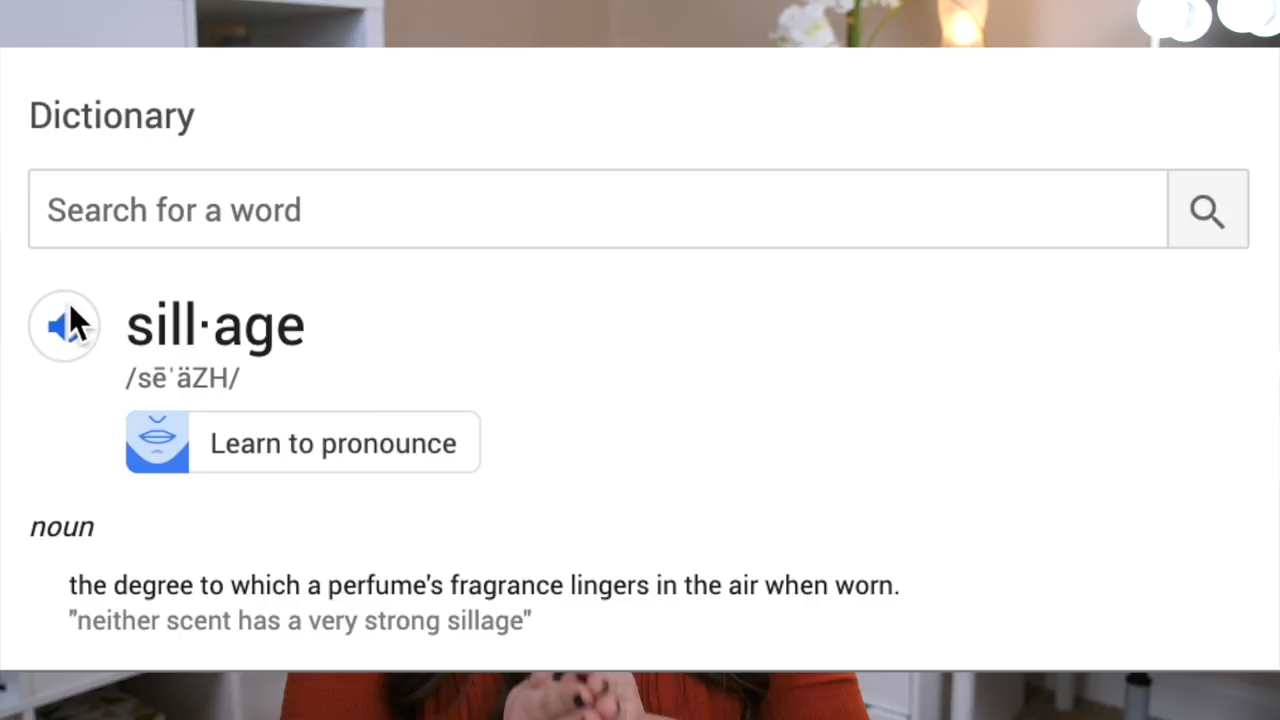 Dictionary
Search for a word
sill·age
/sēˈäZH/
Learn to pronounce
noun
the degree to which a perfume's fragrance lingers in the air when worn.
"neither scent has a very strong sillage"